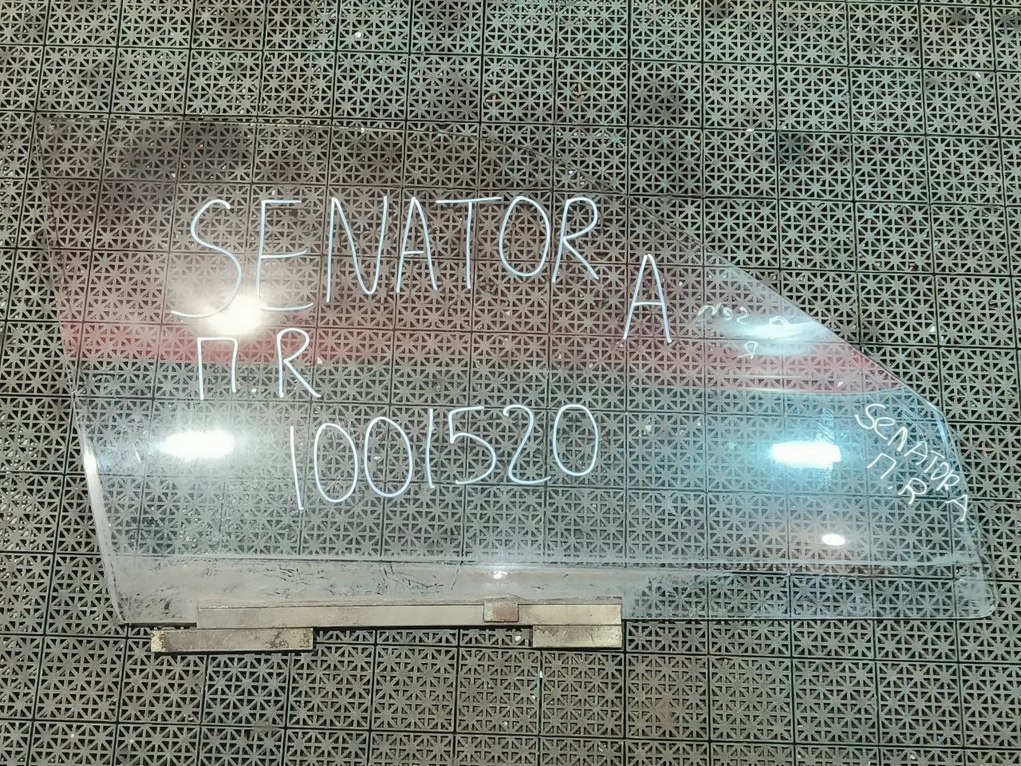 SENATOR A
П.R.
1001520
SENATOR A
П.R